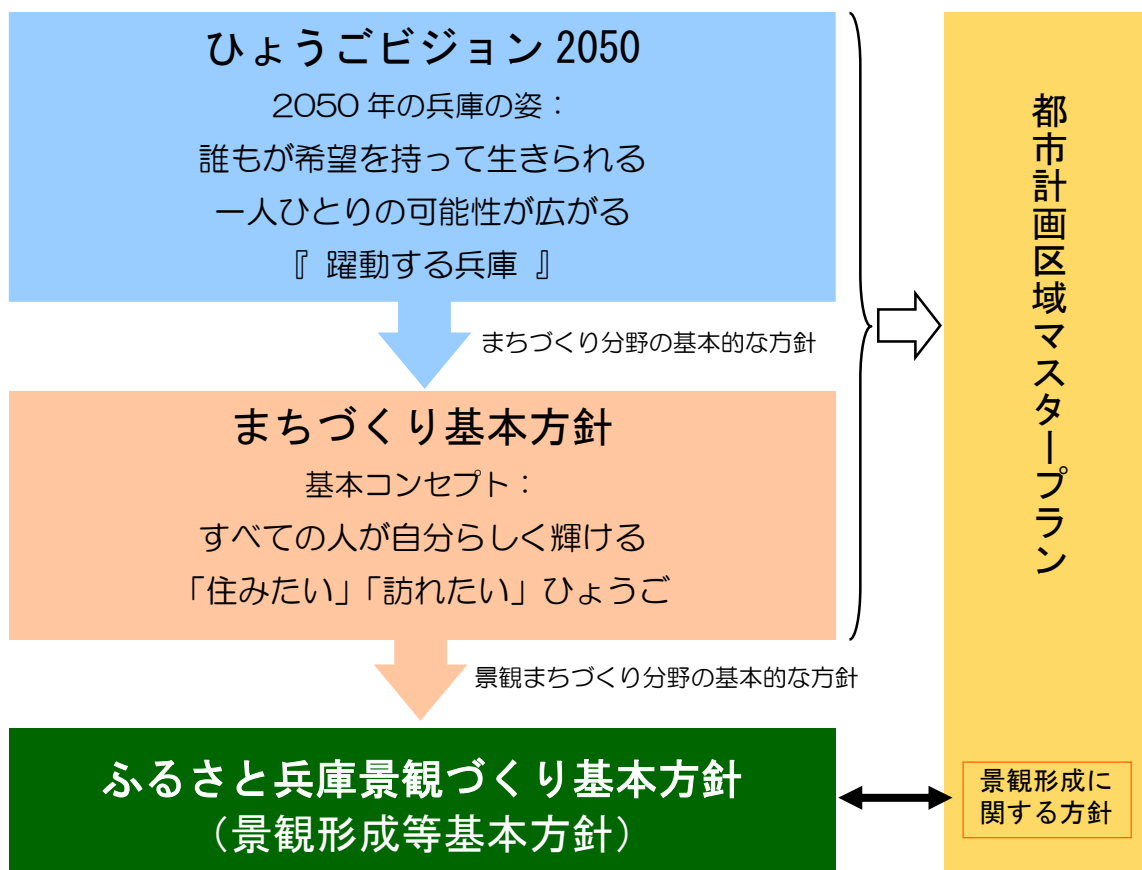 ひょうごビジョン 2050
2050 年の兵庫の姿：
誰もが希望を持って生きられる
一人ひとりの可能性が広がる
『 躍動する兵庫 』
まちづくり分野の基本的な方針
まちづくり基本方針
基本コンセプト：
すべての人が自分らしく輝ける
「住みたい」「訪れたい」ひょうご
景観まちづくり分野の基本的な方針
ふるさと兵庫景観づくり基本方針
（景観形成等基本方針）
都市計画区域マスタープラン
景観形成に
関する方針